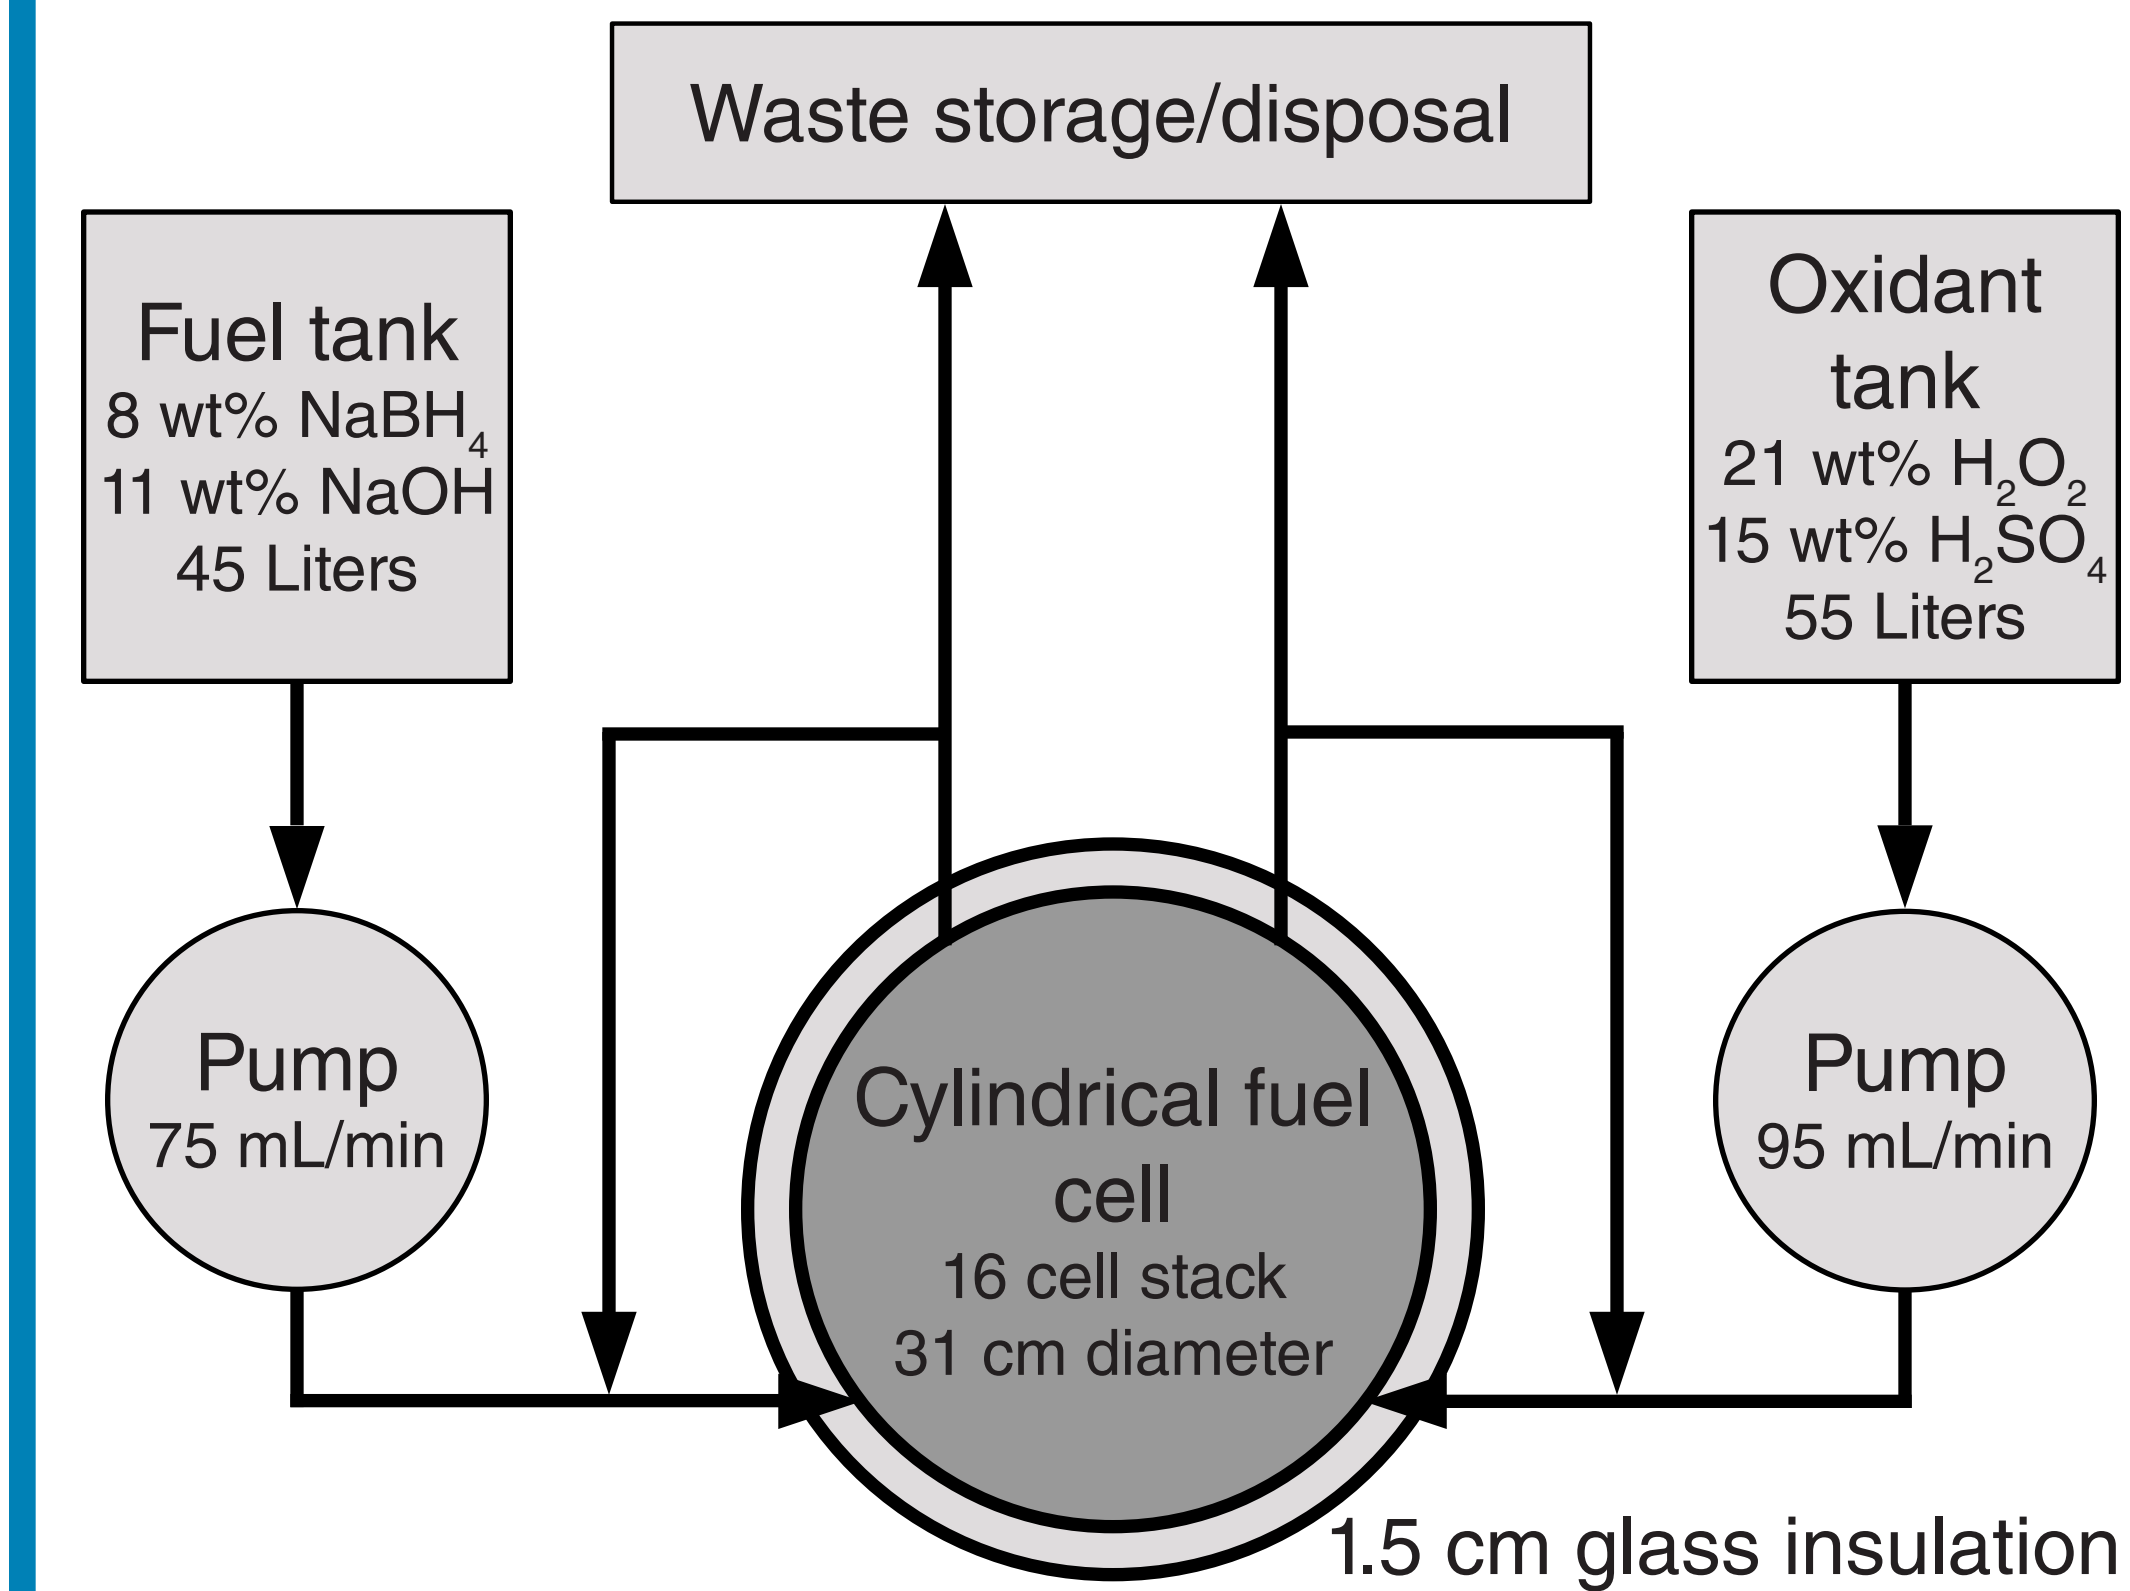 Waste storage/disposal
Fuel tank
8 wt% NaBH₄
11 wt% NaOH
45 Liters
Oxidant
tank
21 wt% H₂O₂
15 wt% H₂SO₄
55 Liters
Pump
75 mL/min
Cylindrical fuel
cell
16 cell stack
31 cm diameter
Pump
95 mL/min
1.5 cm glass insulation